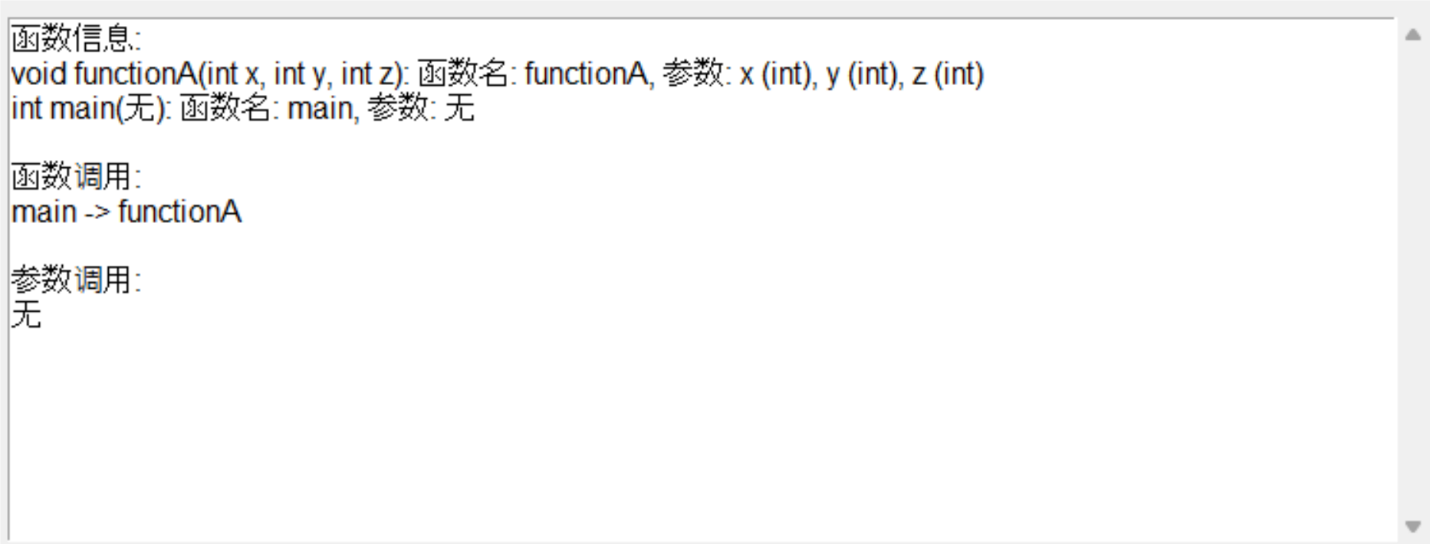 函数信息:
void functionA(int x, int y, int z): 函数名: functionA, 参数: x (int), y (int), z (int)
int main(无): 函数名: main, 参数: 无
函数调用:
main -> functionA
参数调用:
无